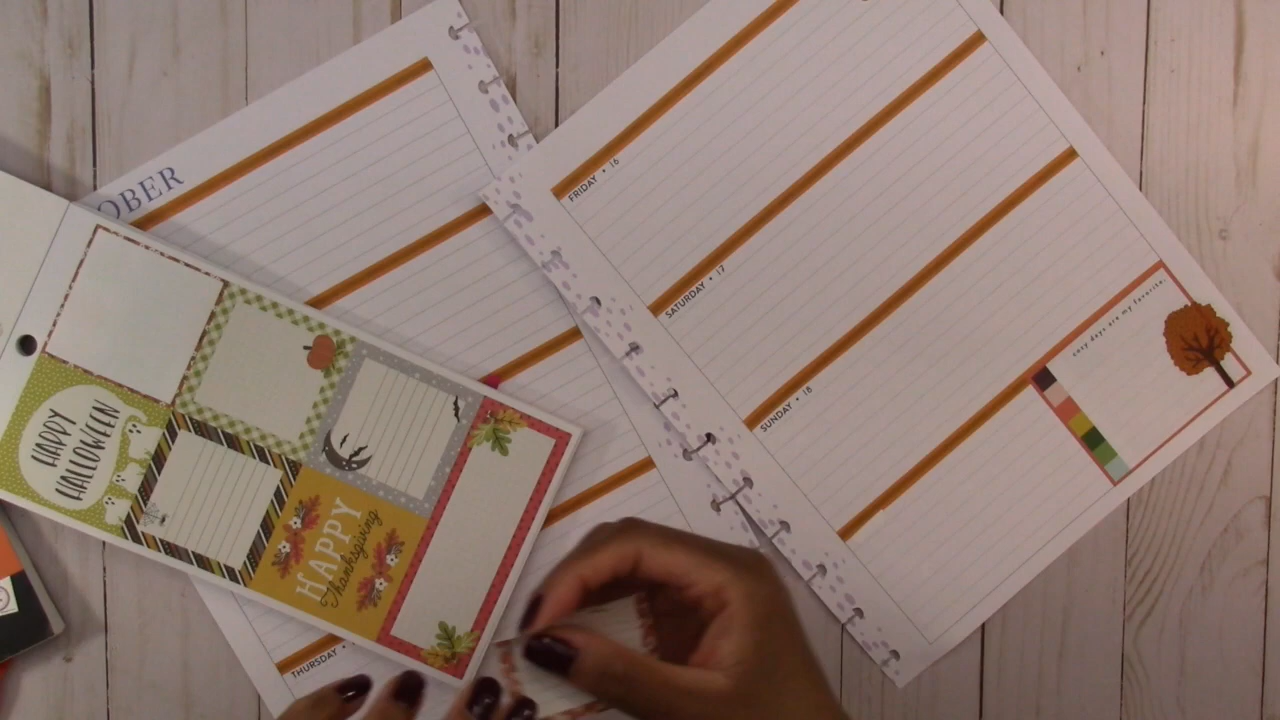 OBER
THURSDAY •
FRIDAY • 16
SATURDAY • 17
SUNDAY • 18
cozy days are my favorite.
HAPPY
HALLOWEEN
HAPPY
Thanksgiving